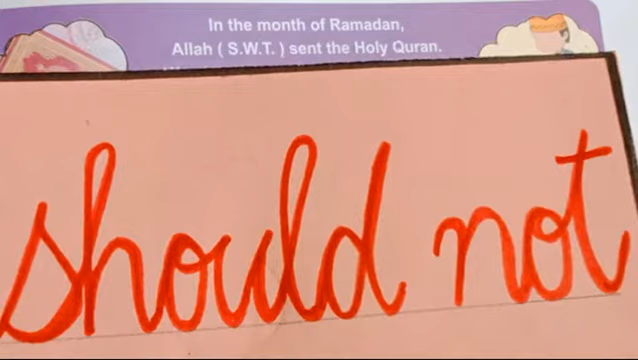 In the month of Ramadan,
Allah ( S.W.T. ) sent the Holy Quran.
should not